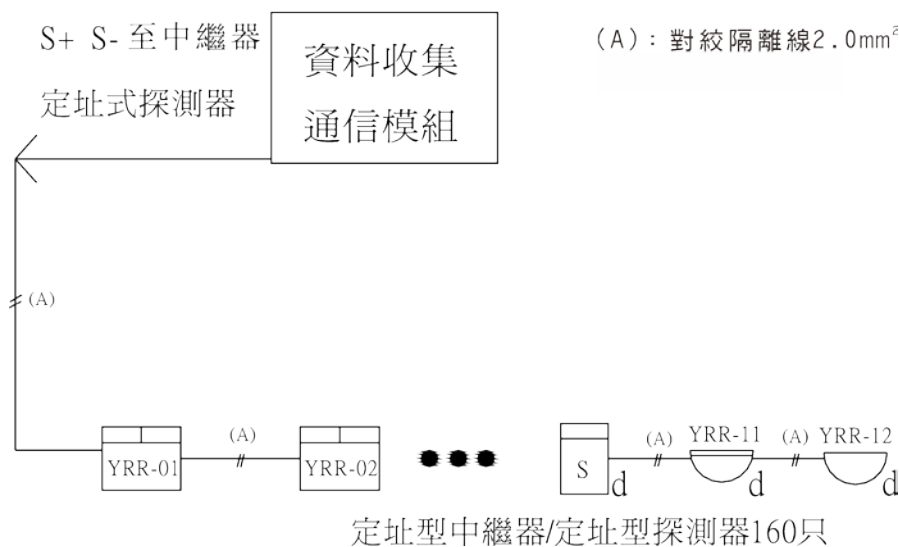 S+ S- 至中繼器
定址式探測器
資料收集
通信模組
(A)：對絞隔離線2.0mm²
(A)
(A)
(A)
YRR-11
(A)
YRR-12
YRR-01
YRR-02
S
d
d
d
定址型中繼器/定址型探測器160只